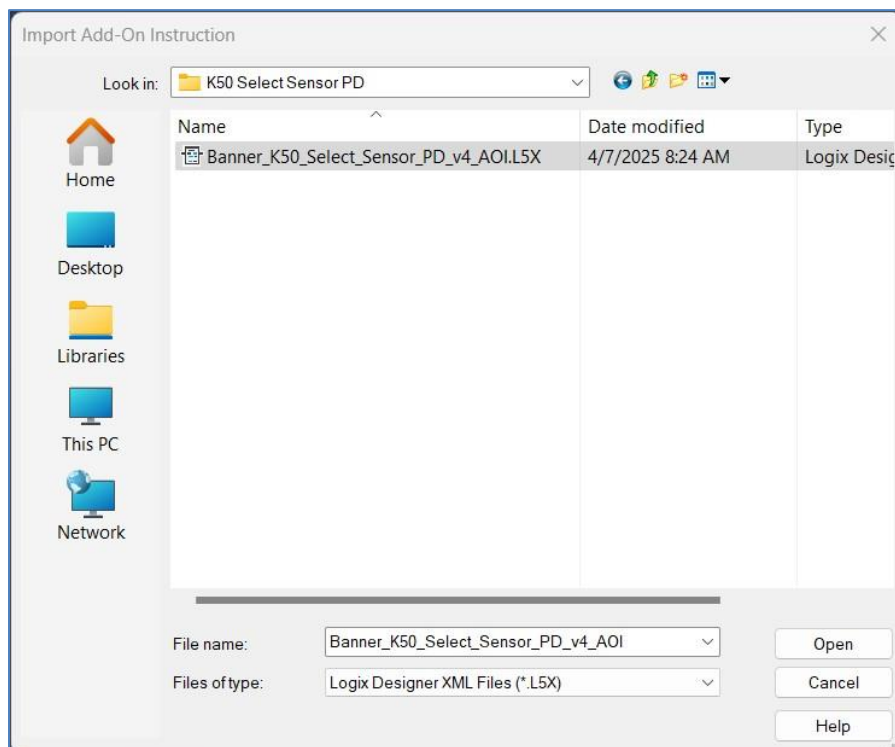 Import Add-On Instruction
Look in: K50 Select Sensor PD
Name Date modified Type
Banner_K50_Select_Sensor_PD_v4_AOI.L5X 4/7/2025 8:24 AM Logix Desig
Home
Desktop
Libraries
This PC
Network
File name: Banner_K50_Select_Sensor_PD_v4_AOI Open
Files of type: Logix Designer XML Files (*.L5X) Cancel
Help